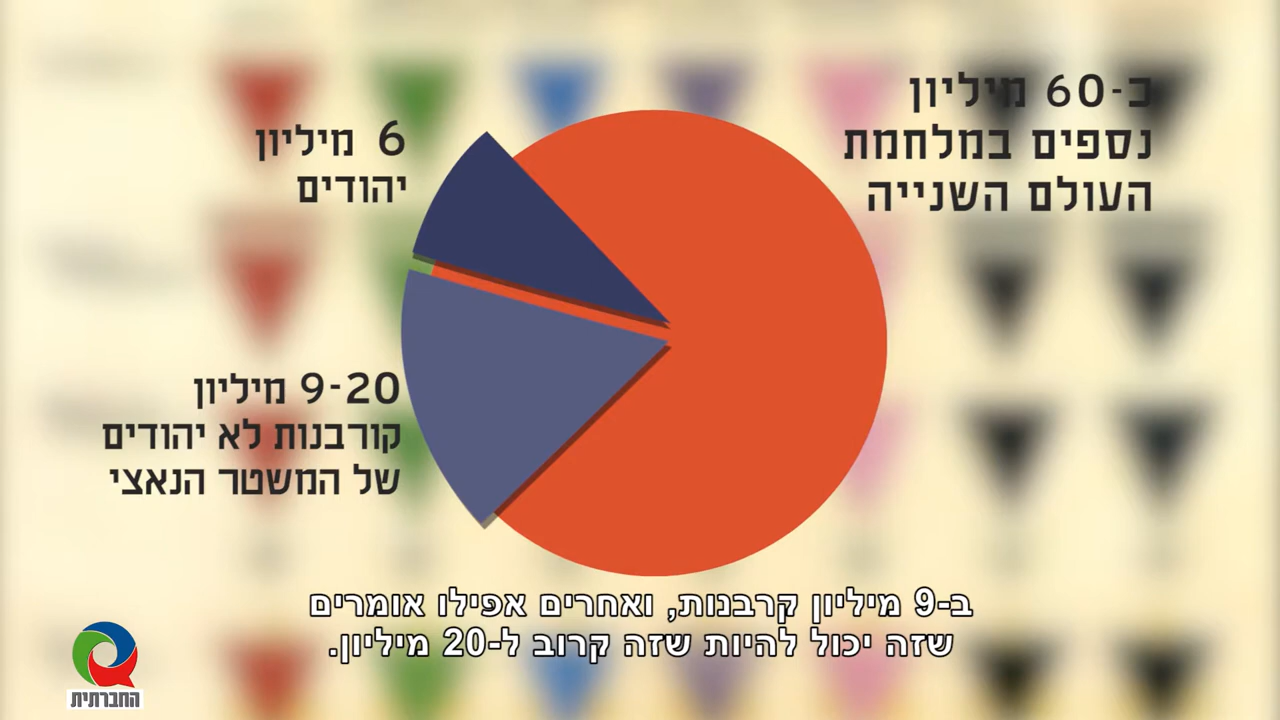 כ-60 מיליון
נספים במלחמת
העולם השנייה
6 מיליון
יהודים
9-20 מיליון
קורבנות לא יהודים
של המשטר הנאצי
ב-9 מיליון קרבנות, ואחרים אפילו אומרים
שזה יכול להיות שזה קרוב ל-20 מיליון.
החברתית